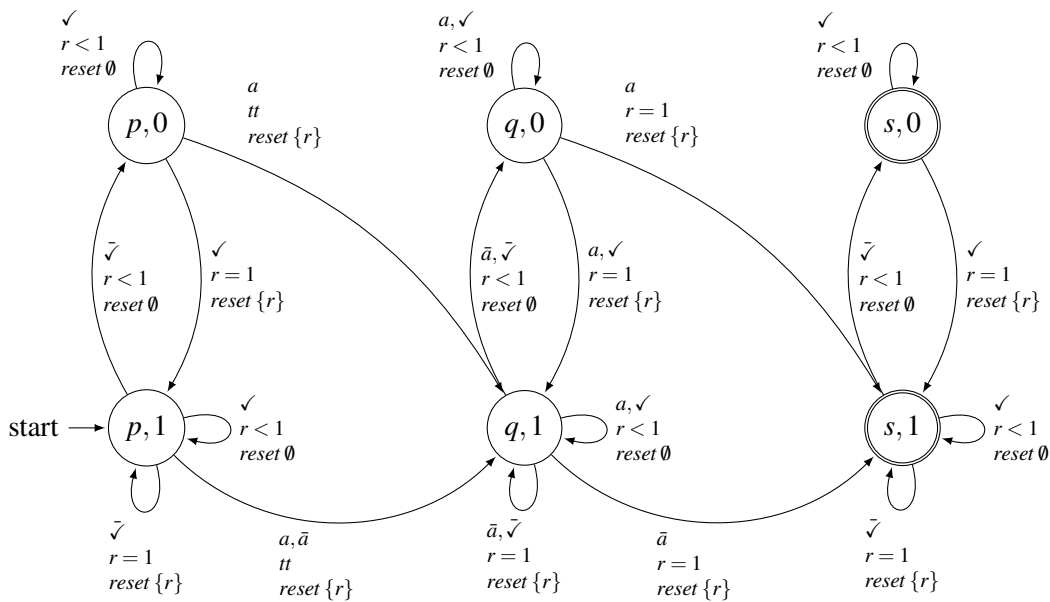 ✓
r < 1
reset ∅
a, ✓
r < 1
reset ∅
✓
r < 1
reset ∅
a
tt
reset {r}
a
r = 1
reset {r}
p, 0
q, 0
s, 0
✓̄
r < 1
reset ∅
✓
r = 1
reset {r}
ā, ✓̄
r < 1
reset ∅
a, ✓
r = 1
reset {r}
✓̄
r < 1
reset ∅
✓
r = 1
reset {r}
start
p, 1
✓
r < 1
reset ∅
q, 1
a, ✓
r < 1
reset ∅
s, 1
✓
r < 1
reset ∅
✓̄
r = 1
reset {r}
a, ā
tt
reset {r}
ā, ✓̄
r = 1
reset {r}
ā
r = 1
reset {r}
✓̄
r = 1
reset {r}